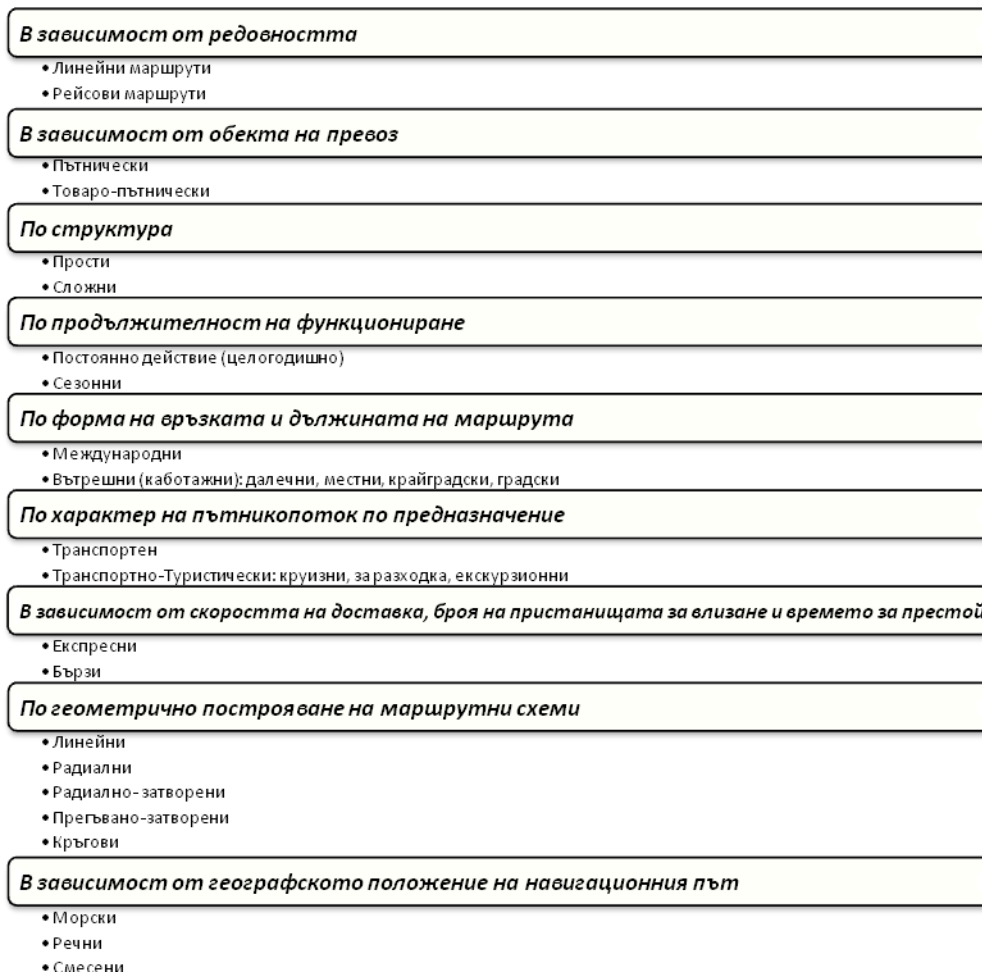 В зависимост от редовността
• Линейни маршрути
• Рейсови маршрути
В зависимост от обекта на превоз
• Пътнически
• Товаро-пътнически
По структура
• Прости
• Сложни
По продължителност на функциониране
• Постоянно действие (целогодишно)
• Сезонни
По форма на връзката и дължината на маршрута
• Международни
• Вътрешни (каботажни): далечни, местни, крайградски, градски
По характер на пътникопоток по предназначение
• Транспортен
• Транспортно-Туристически: круизни, за разходка, екскурзионни
В зависимост от скоростта на доставка, броя на пристанищата за влизане и времето за престой
• Експресни
• Бързи
По геометрично построяване на маршрутни схеми
• Линейни
• Радиални
• Радиално-затворени
• Прегъвано-затворени
• Кръгови
В зависимост от географското положение на навигационния път
• Морски
• Речни
• Смесени